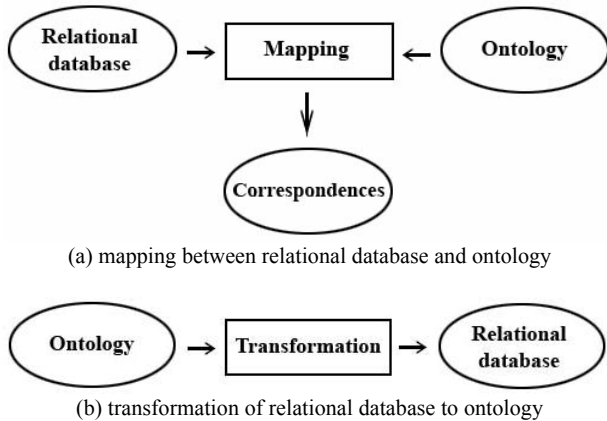 Relational
database
Mapping
Ontology
Correspondences
(a) mapping between relational database and ontology
Ontology
Transformation
Relational
database
(b) transformation of relational database to ontology